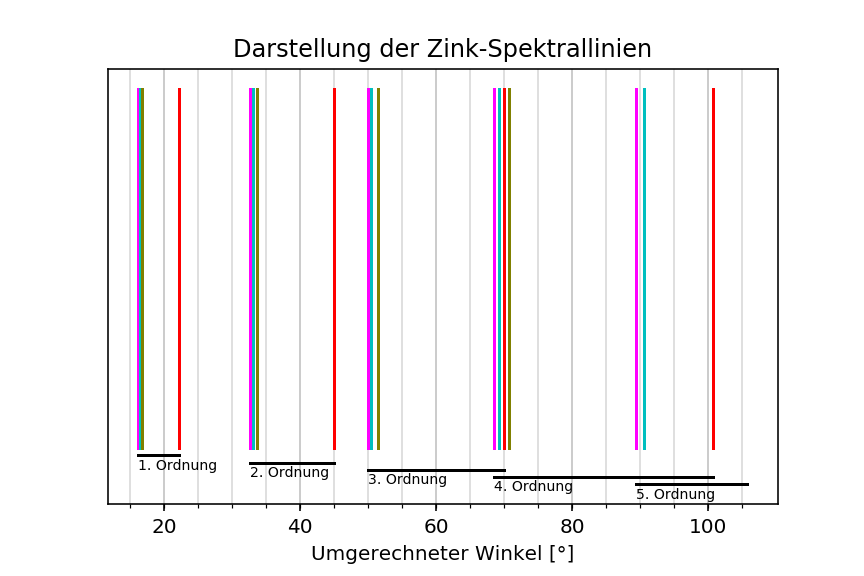 Darstellung der Zink-Spektrallinien
1. Ordnung
2. Ordnung
3. Ordnung
4. Ordnung
5. Ordnung
20 40 60 80 100
Umgerechneter Winkel [°]